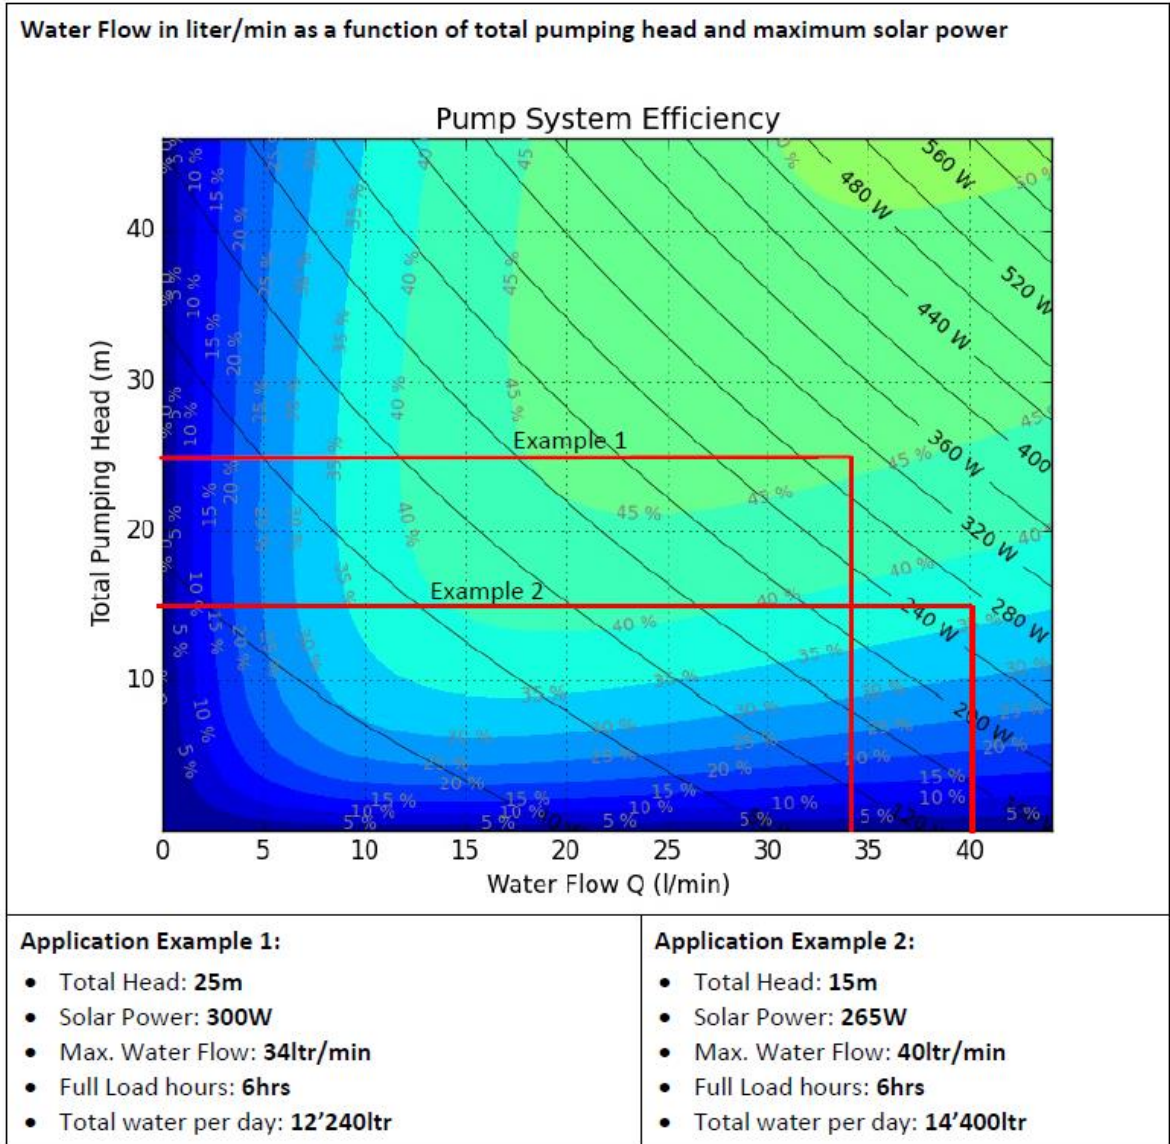 Water Flow in liter/min as a function of total pumping head and maximum solar power
Pump System Efficiency
Total Pumping Head (m)
40
30
20
10
0 5 10 15 20 25 30 35 40
Water Flow Q (l/min)
Example 1
Example 2
560 W
480 W
520 W
440 W
360 W
400
320 W
280 W
240 W
200 W
5 %
10 %
15 %
20 %
25 %
30 %
35 %
40 %
45 %
50 %
Application Example 1:
• Total Head: 25m
• Solar Power: 300W
• Max. Water Flow: 34ltr/min
• Full Load hours: 6hrs
• Total water per day: 12’240ltr
Application Example 2:
• Total Head: 15m
• Solar Power: 265W
• Max. Water Flow: 40ltr/min
• Full Load hours: 6hrs
• Total water per day: 14’400ltr